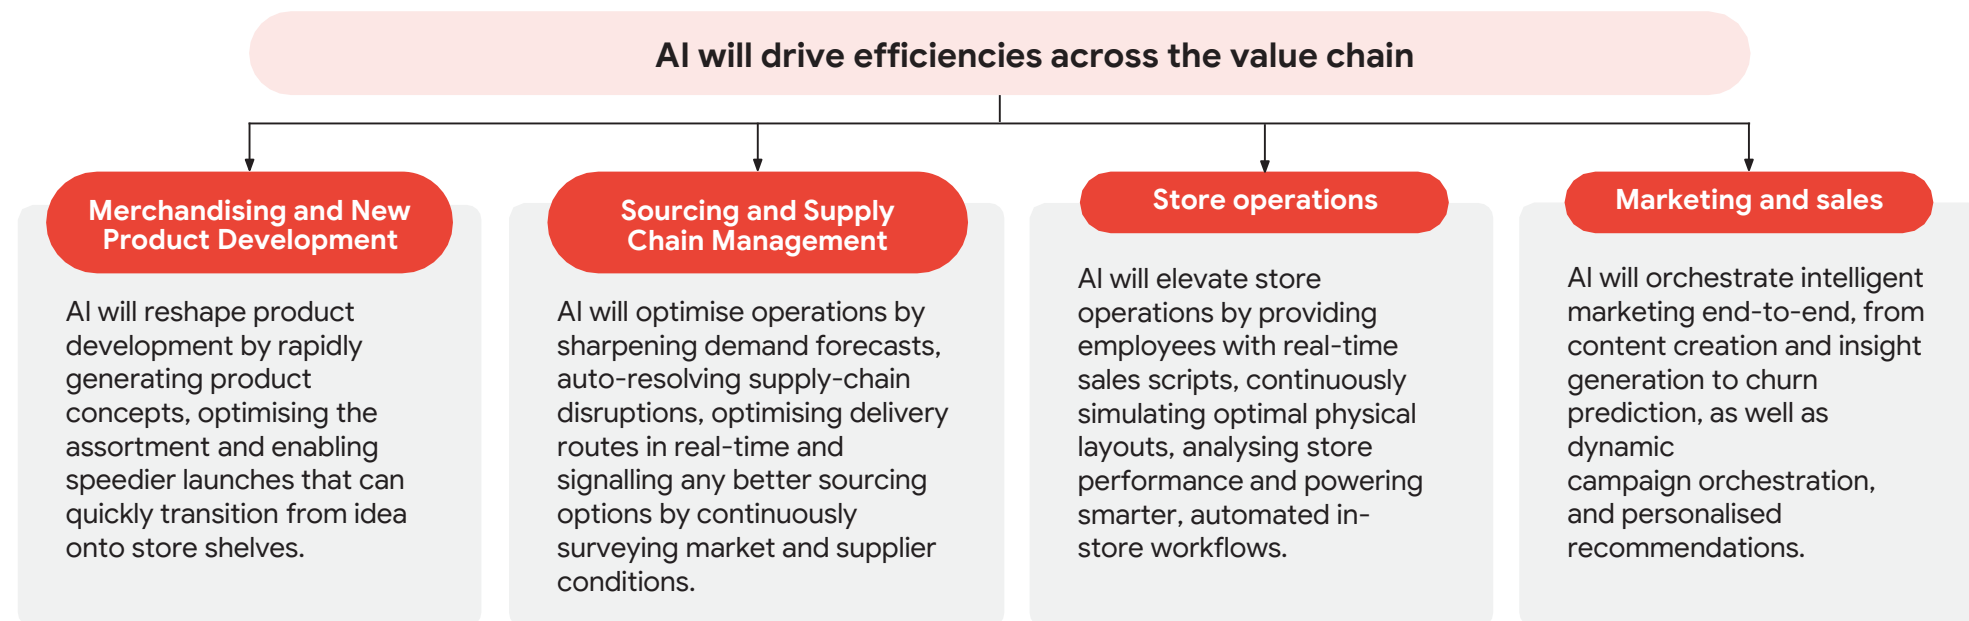 AI will drive efficiencies across the value chain
Merchandising and New
Product Development
AI will reshape product
development by rapidly
generating product
concepts, optimising the
assortment and enabling
speedier launches that can
quickly transition from idea
onto store shelves.
Sourcing and Supply
Chain Management
AI will optimise operations by
sharpening demand forecasts,
auto-resolving supply-chain
disruptions, optimising delivery
routes in real-time and
signalling any better sourcing
options by continuously
surveying market and supplier
conditions.
Store operations
AI will elevate store
operations by providing
employees with real-time
sales scripts, continuously
simulating optimal physical
layouts, analysing store
performance and powering
smarter, automated in-
store workflows.
Marketing and sales
AI will orchestrate intelligent
marketing end-to-end, from
content creation and insight
generation to churn
prediction, as well as
dynamic
campaign orchestration,
and personalised
recommendations.